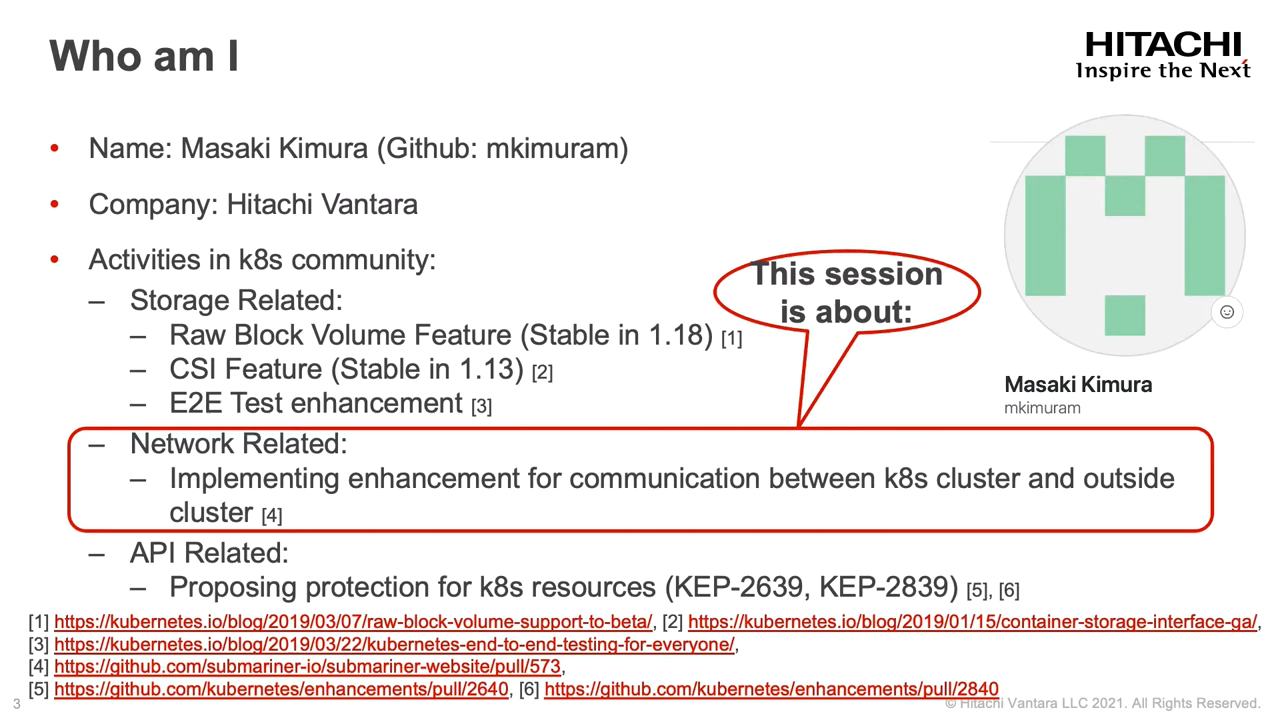 Who am I
HITACHI
Inspire the Next
• Name: Masaki Kimura (Github: mkimuram)
• Company: Hitachi Vantara
• Activities in k8s community:
– Storage Related:
– Raw Block Volume Feature (Stable in 1.18) [1]
– CSI Feature (Stable in 1.13) [2]
– E2E Test enhancement [3]
This session
is about:
Masaki Kimura
mkimuram
– Network Related:
– Implementing enhancement for communication between k8s cluster and outside
cluster [4]
– API Related:
– Proposing protection for k8s resources (KEP-2639, KEP-2839) [5], [6]
[1] https://kubernetes.io/blog/2019/03/07/raw-block-volume-support-to-beta/, [2] https://kubernetes.io/blog/2019/01/15/container-storage-interface-ga/,
[3] https://kubernetes.io/blog/2019/03/22/kubernetes-end-to-end-testing-for-everyone/,
[4] https://github.com/submariner-io/submariner-website/pull/573,
[5] https://github.com/kubernetes/enhancements/pull/2640, [6] https://github.com/kubernetes/enhancements/pull/2840
3
© Hitachi Vantara LLC 2021. All Rights Reserved.